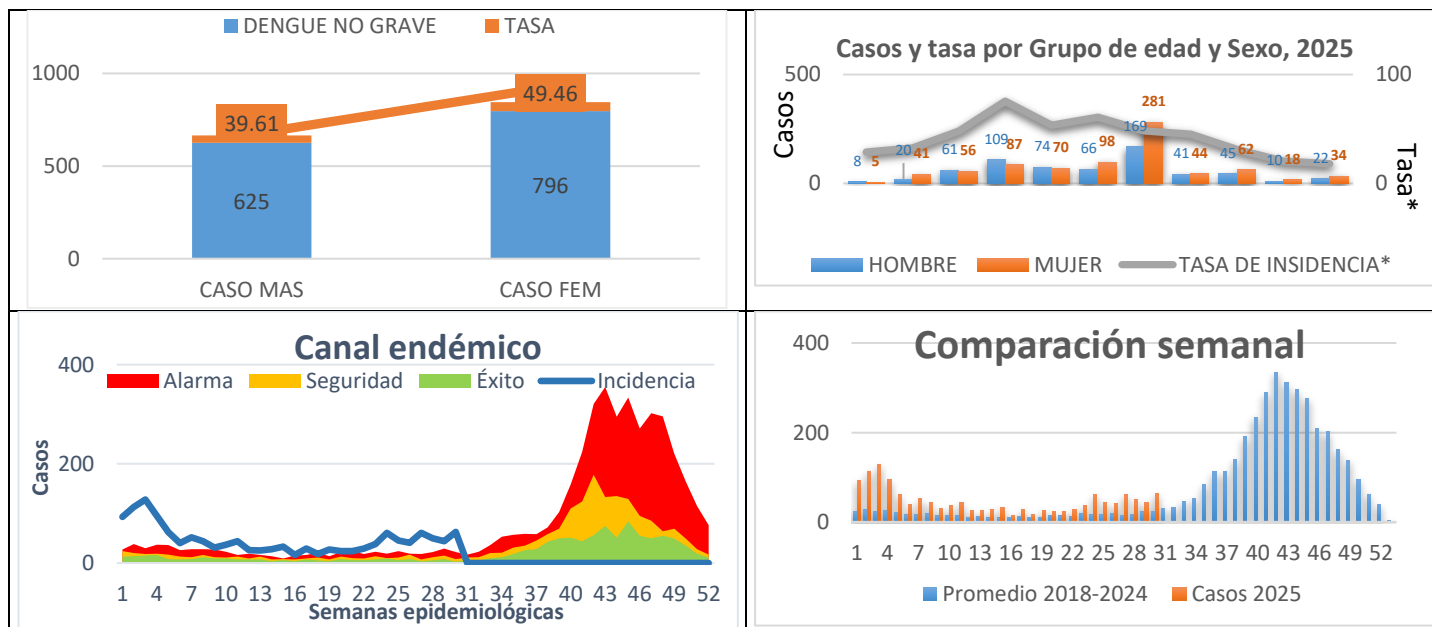 DENGUE NO GRAVE TASA
1000
500
0
39.61
49.46
625
796
CASO MAS CASO FEM
Casos y tasa por Grupo de edad y Sexo, 2025
500
0
Casos
100
0
Tasa*
8 5 20 41 61 56 109 87 74 70 66 98 169 281 41 44 45 62 10 18 22 34
HOMBRE MUJER TASA DE INSIDENCIA*
Canal endémico
Alarma Seguridad Éxito Incidencia
400
200
0
Casos
1 4 7 10 13 16 19 22 25 28 31 34 37 40 43 46 49 52
Semanas epidemiológicas
Comparación semanal
400
200
0
1 4 7 10 13 16 19 22 25 28 31 34 37 40 43 46 49 52
Promedio 2018-2024 Casos 2025